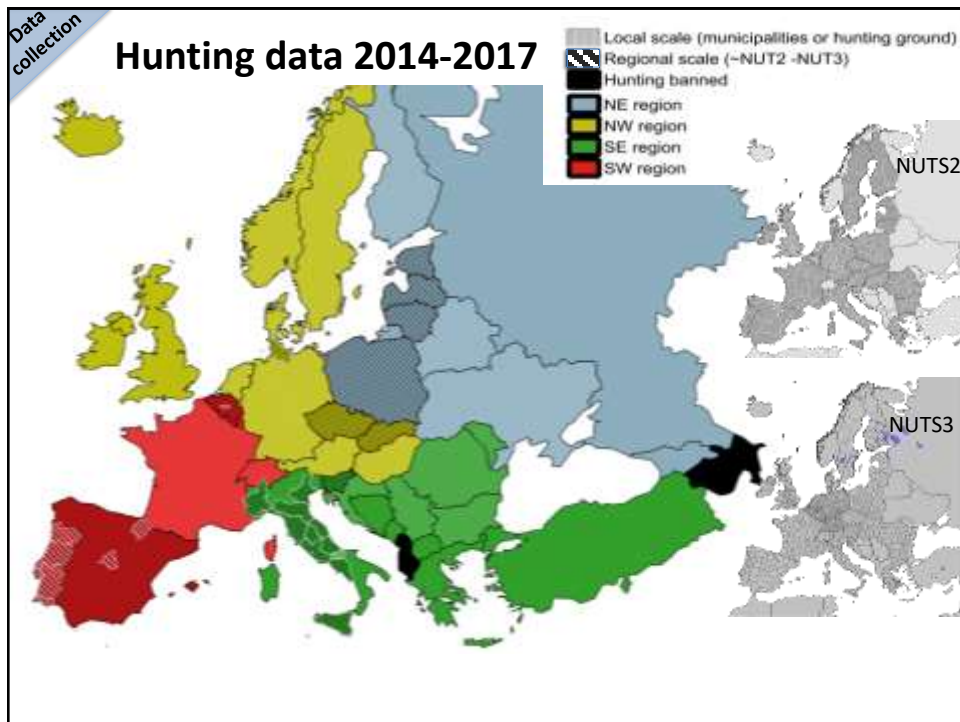 Data
collection
Hunting data 2014-2017
Local scale (municipalities or hunting ground)
Regional scale (~NUT2 -NUT3)
Hunting banned
NE region
NW region
SE region
SW region
NUTS2
NUTS3